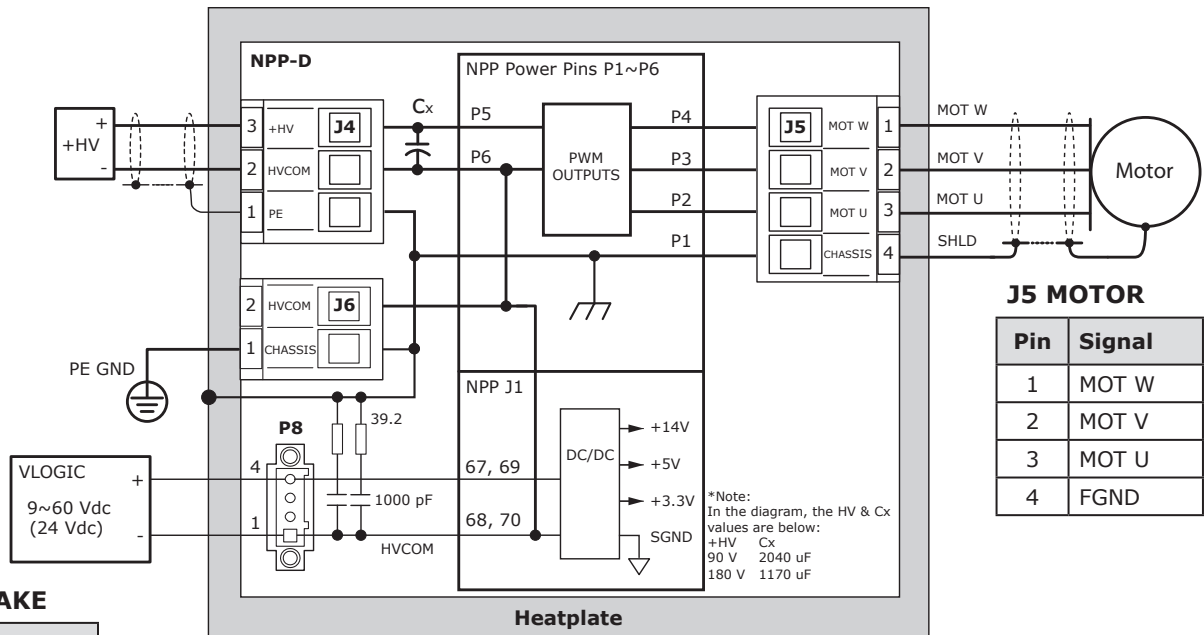 NPP-D
NPP Power Pins P1~P6
+HV
+
-
3 +HV J4
2 HVCOM
1 PE
Cx
P5
P6
PWM
OUTPUTS
P4
P3
P2
P1
J5 MOT W 1
MOT V 2
MOT U 3
CHASSIS 4
MOT W
MOT V
MOT U
SHLD
Motor
2 HVCOM J6
1 CHASSIS
PE GND
J5 MOTOR
Pin Signal
1 MOT W
2 MOT V
3 MOT U
4 FGND
NPP J1
39.2
P8
1000 pF
VLOGIC
9~60 Vdc
(24 Vdc)
+
-
4
1
67, 69
68, 70
HVCOM
DC/DC
+14V
+5V
+3.3V
SGND
*Note:
In the diagram, the HV & Cx
values are below:
+HV Cx
90 V 2040 uF
180 V 1170 uF
Heatplate
AKE